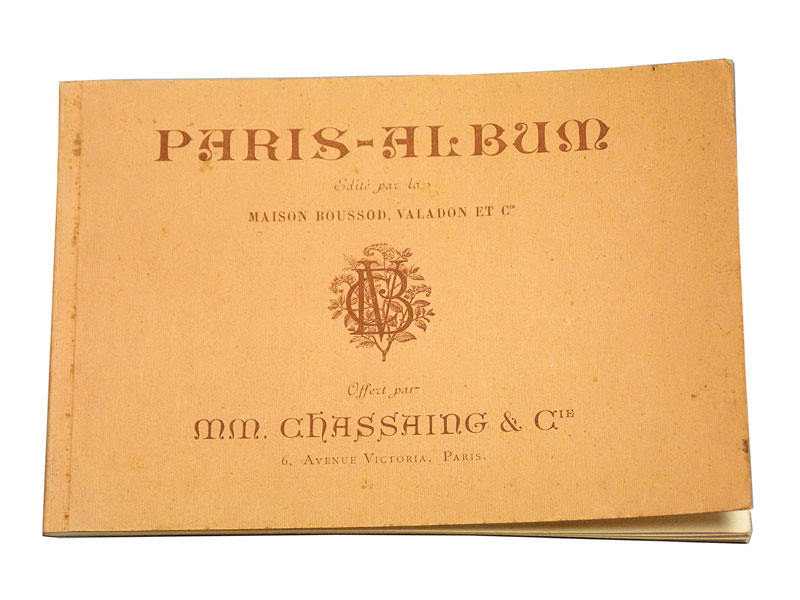 PARIS-ALBUM
Edité par la
MAISON BOUSSOD, VALADON ET Cie
BVC
Offert par
MM. CHASSAING & CIE
6, AVENUE VICTORIA, PARIS.